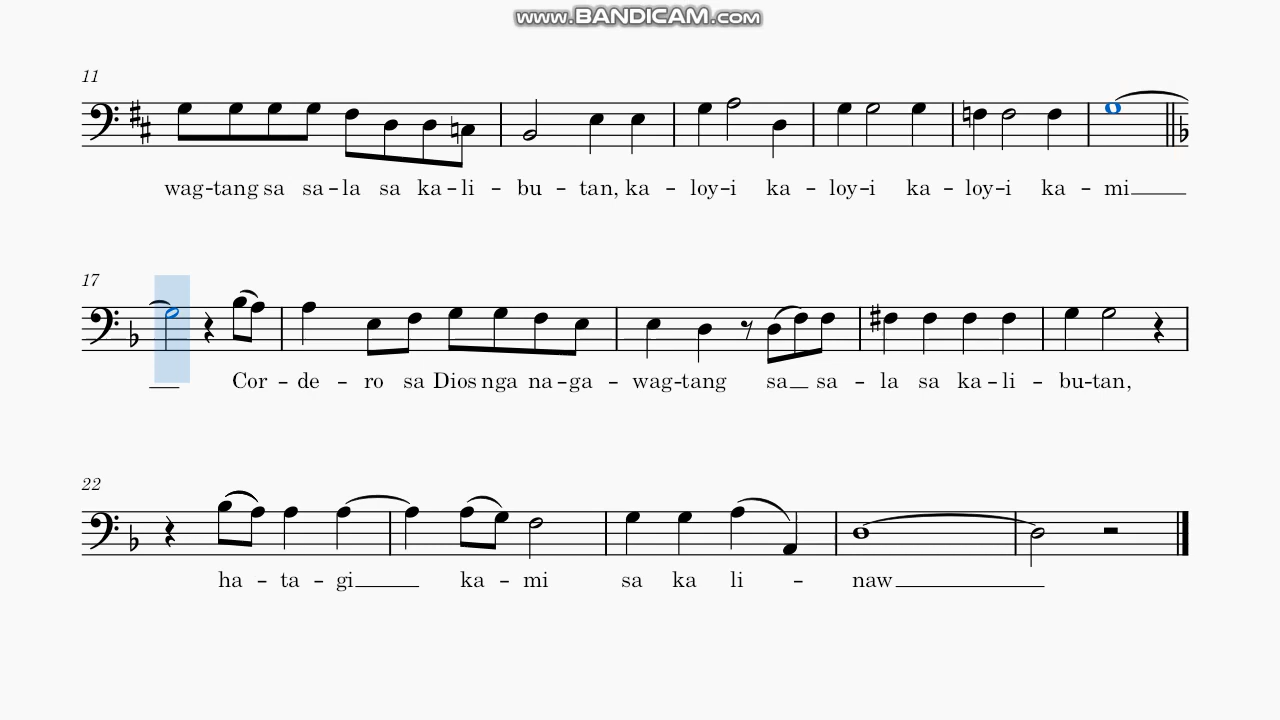 www.BANDICAM.com
11
wag-tang sa sa-la sa ka-li-bu-tan, ka-loy-i ka-loy-i ka-loy-i ka-mi
17
Cor-de-ro sa Dios nga na-ga-wag-tang sa sa-la sa ka-li-bu-tan,
22
ha-ta-gi ka-mi sa ka li-naw